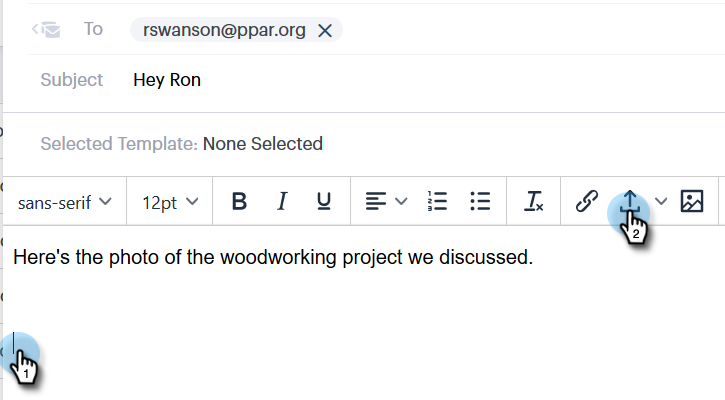 To rswanson@ppar.org
Subject Hey Ron
Selected Template: None Selected
sans-serif 12pt B I U
Here's the photo of the woodworking project we discussed.
2
1